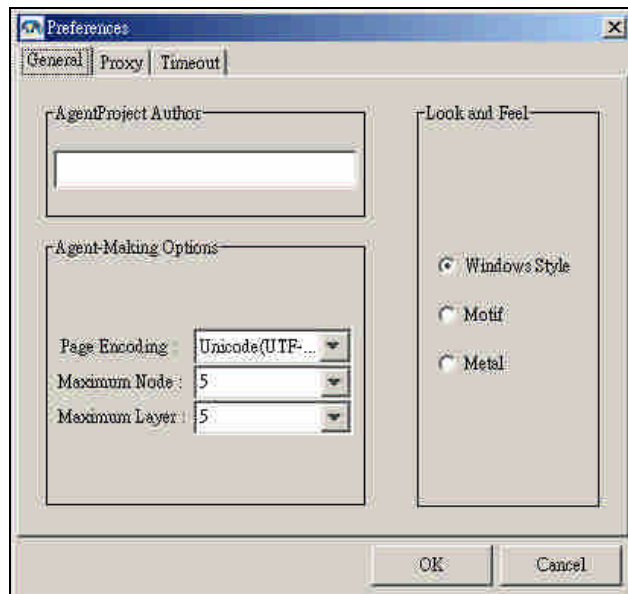 Preferences
General Proxy Timeout
AgentProject Author
Look and Feel
Agent-Making Options
Windows Style
Motif
Metal
Page Encoding : Unicode(UTF-...
Maximum Node : 5
Maximum Layer : 5
OK Cancel